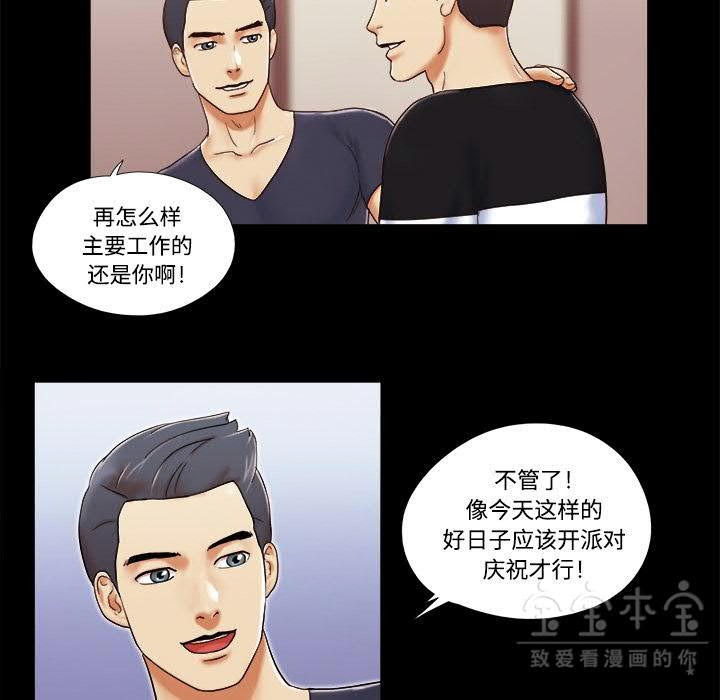 再怎么样
主要工作的
还是你啊！
不管了！
像今天这样的
好日子应该开派对
庆祝才行！
宝宝本宝
致爱看漫画的你